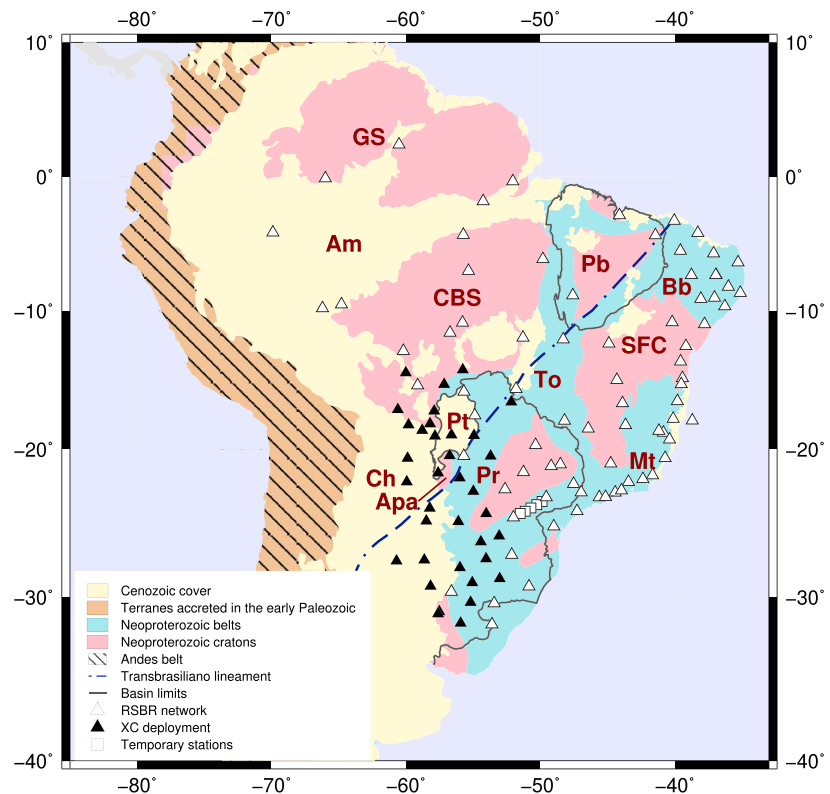 −80˚ −70˚ −60˚ −50˚ −40˚
10˚ 10˚
GS
0˚ 0˚
Am
Pb
Bb
CBS
−10˚ −10˚
SFC
To
Pt
−20˚ −20˚
Mt
Ch
Pr
Apa
−30˚ −30˚
Cenozoic cover
Terranes accreted in the early Paleozoic
Neoproterozoic belts
Neoproterozoic cratons
Andes belt
Transbrasiliano lineament
Basin limits
RSBR network
XC deployment
Temporary stations
−40˚ −40˚
−80˚ −70˚ −60˚ −50˚ −40˚